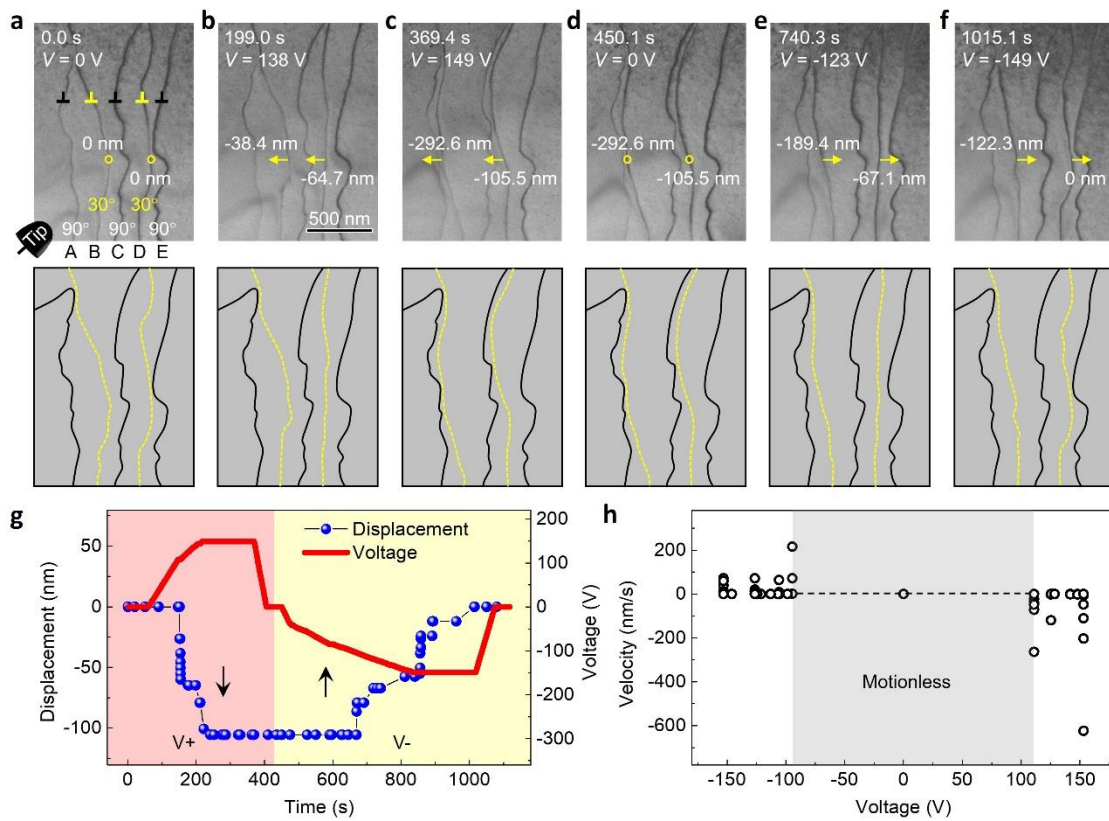 a b c d e f
0.0 s 199.0 s 369.4 s 450.1 s 740.3 s 1015.1 s
V = 0 V V = 138 V V = 149 V V = 0 V V = -123 V V = -149 V
0 nm -38.4 nm -292.6 nm -292.6 nm -189.4 nm -122.3 nm
0 nm -64.7 nm -105.5 nm -105.5 nm -67.1 nm 0 nm
30° 30° 500 nm
Tip 90° 90° 90°
A B C D E
g h
Displacement
Voltage
50
0
-50
-100
Displacement (nm)
200
100
0
-100
-200
-300
Voltage (V)
V+ V-
0 200 400 600 800 1000
Time (s)
200
0
-200
-400
-600
Velocity (nm/s)
Motionless
-150 -100 -50 0 50 100 150
Voltage (V)